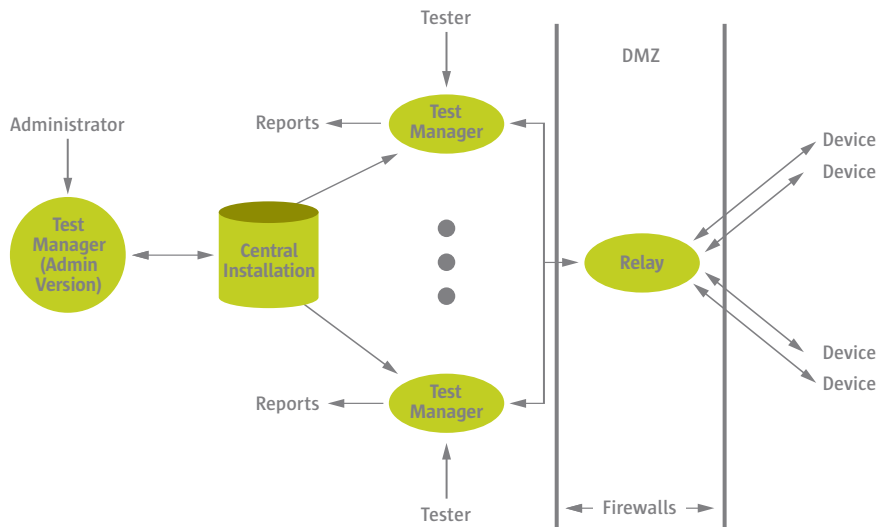 Tester
DMZ
Administrator
Reports
Test
Manager
Device
Device
Test
Manager
(Admin
Version)
Central
Installation
Relay
Device
Device
Reports
Test
Manager
Tester
Firewalls